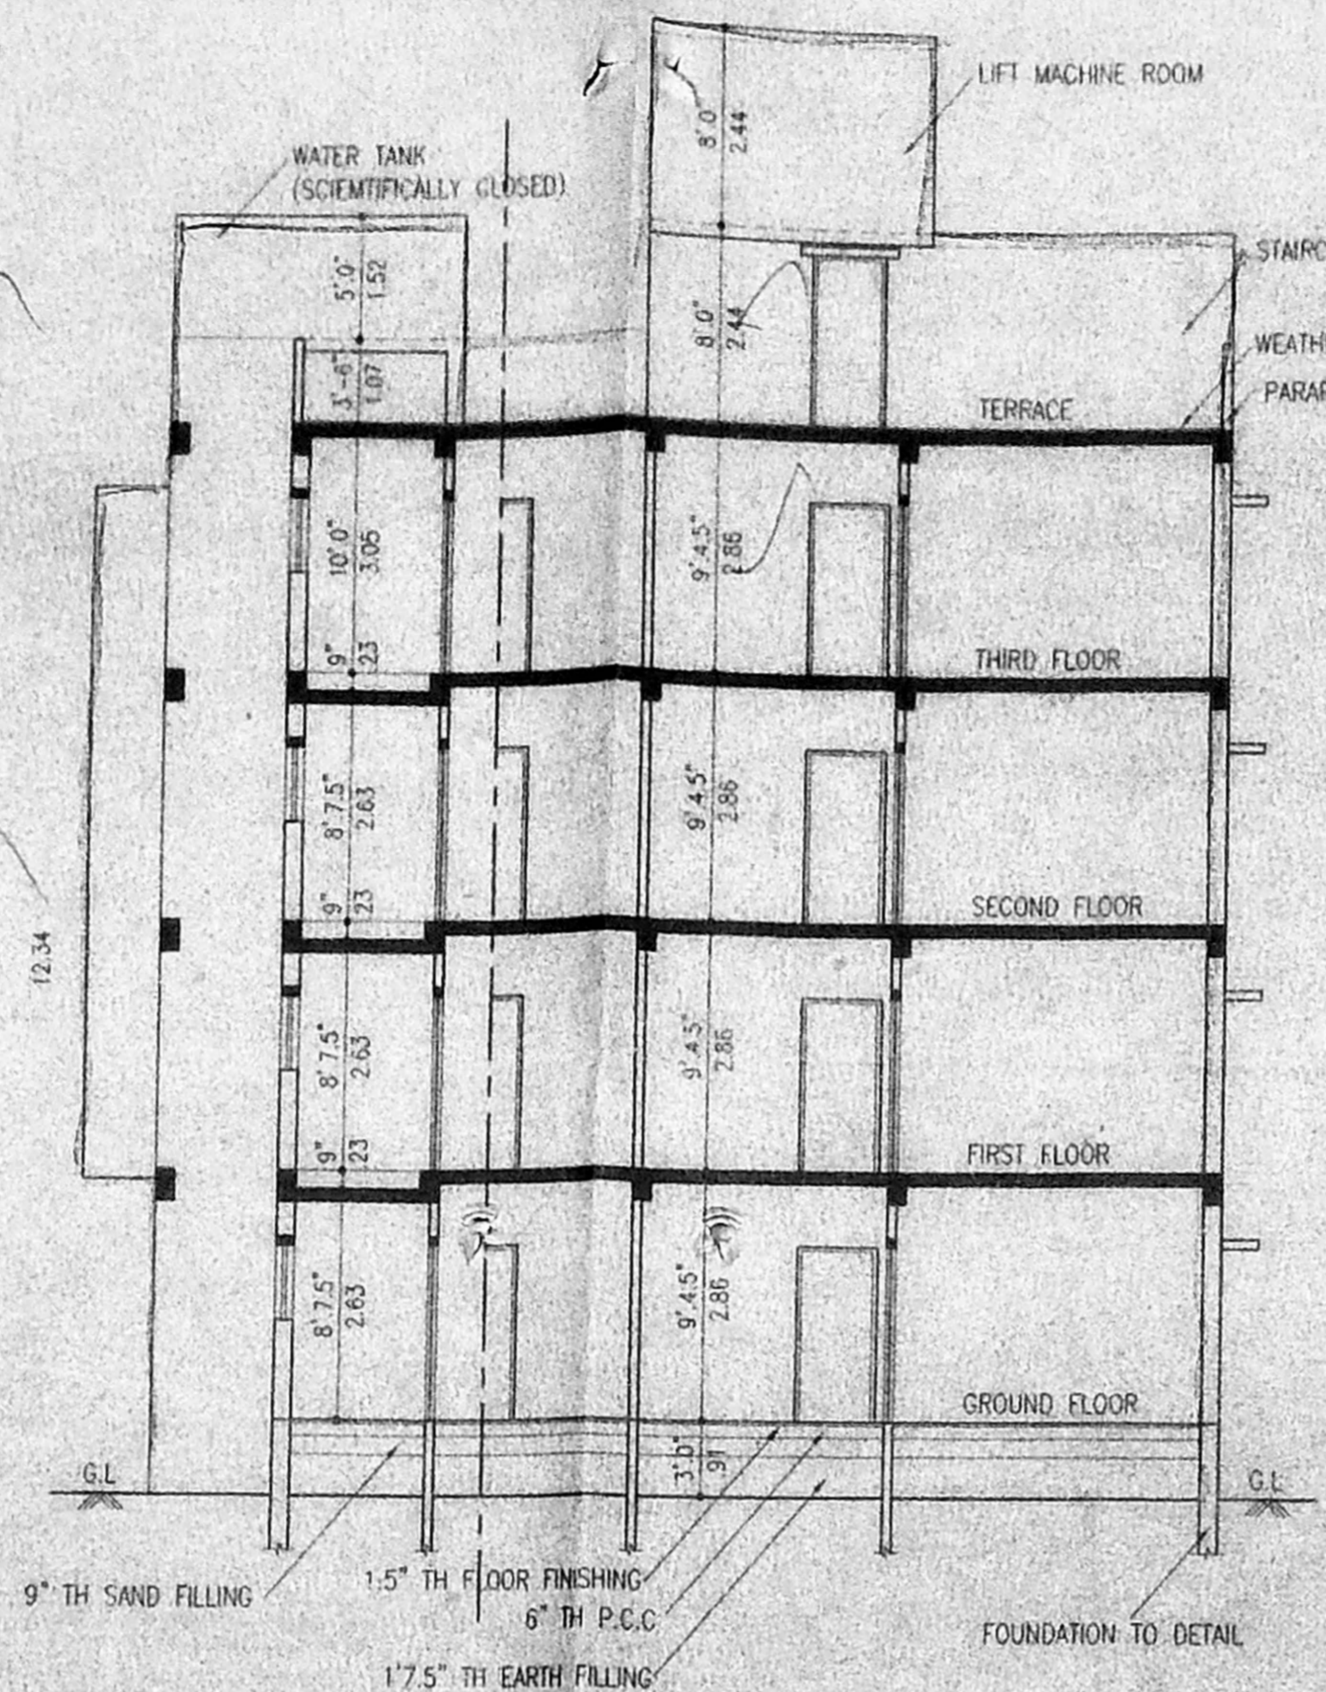 LIFT MACHINE ROOM
8'.0"
2.44
WATER TANK
(SCIEMTIFICALLY CLOSED)
5'.0"
1.52
8'.0"
2.44
STAIRC
WEATH
3'-6"
1.07
TERRACE
PARAP
10'.0"
3.05
9'.4.5"
2.86
9"
23
THIRD FLOOR
8'.7.5"
2.63
9'.4.5"
2.86
9"
23
SECOND FLOOR
12.34
8'.7.5"
2.63
9'.4.5"
2.86
9"
23
FIRST FLOOR
8'.7.5"
2.63
9'.4.5"
2.86
GROUND FLOOR
3'.0"
.91
G.L
G.L
9" TH SAND FILLING
1.5" TH FLOOR FINISHING
6" TH P.C.C
FOUNDATION TO DETAIL
1'7.5" TH EARTH FILLING